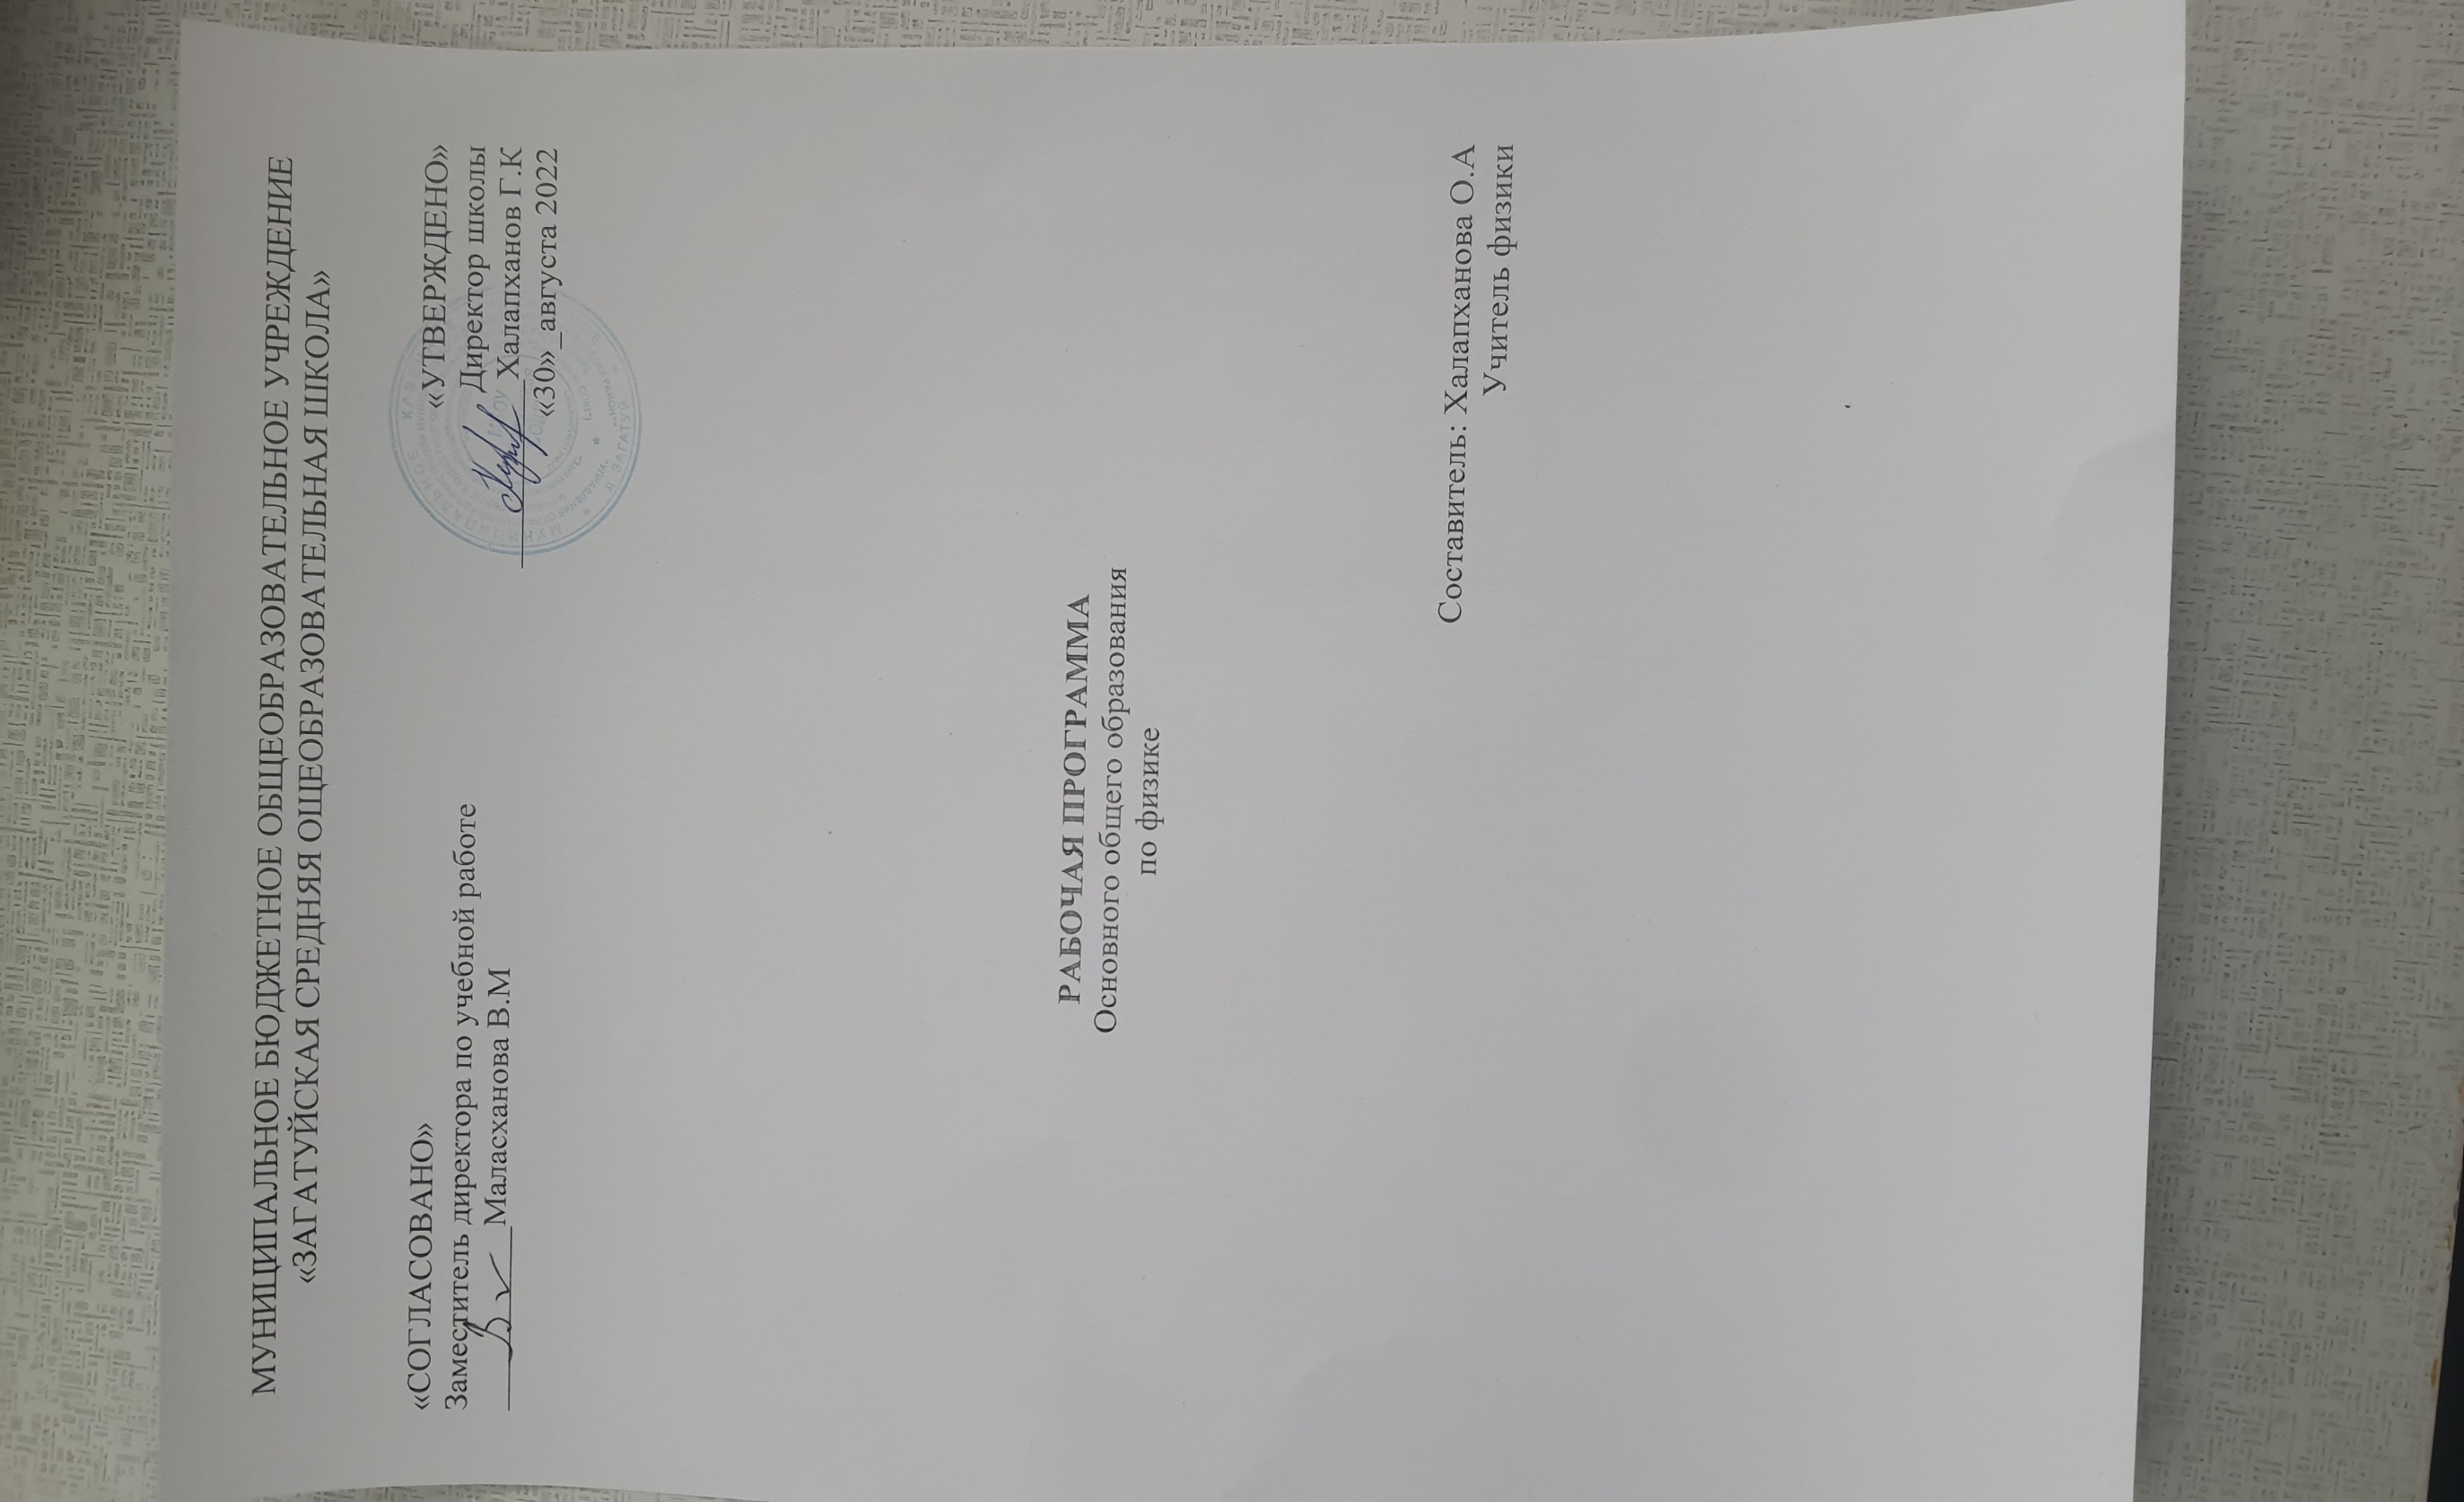 МУНИЦИПАЛЬНОЕ БЮДЖЕТНОЕ ОБЩЕОБРАЗОВАТЕЛЬНОЕ УЧРЕЖДЕНИЕ
«ЗАГАТУЙСКАЯ СРЕДНЯЯ ОЩЕОБРАЗОВАТЕЛЬНАЯ ШКОЛА»
«СОГЛАСОВАНО»
Заместитель директора по учебной работе
Маласханова В.М
«УТВЕРЖДЕНО»
Директор школы
Халапханов Г.К
«30»_августа 2022
РАБОЧАЯ ПРОГРАММА
Основного общего образования
по физике
Составитель: Халапханова О.А
Учитель физики